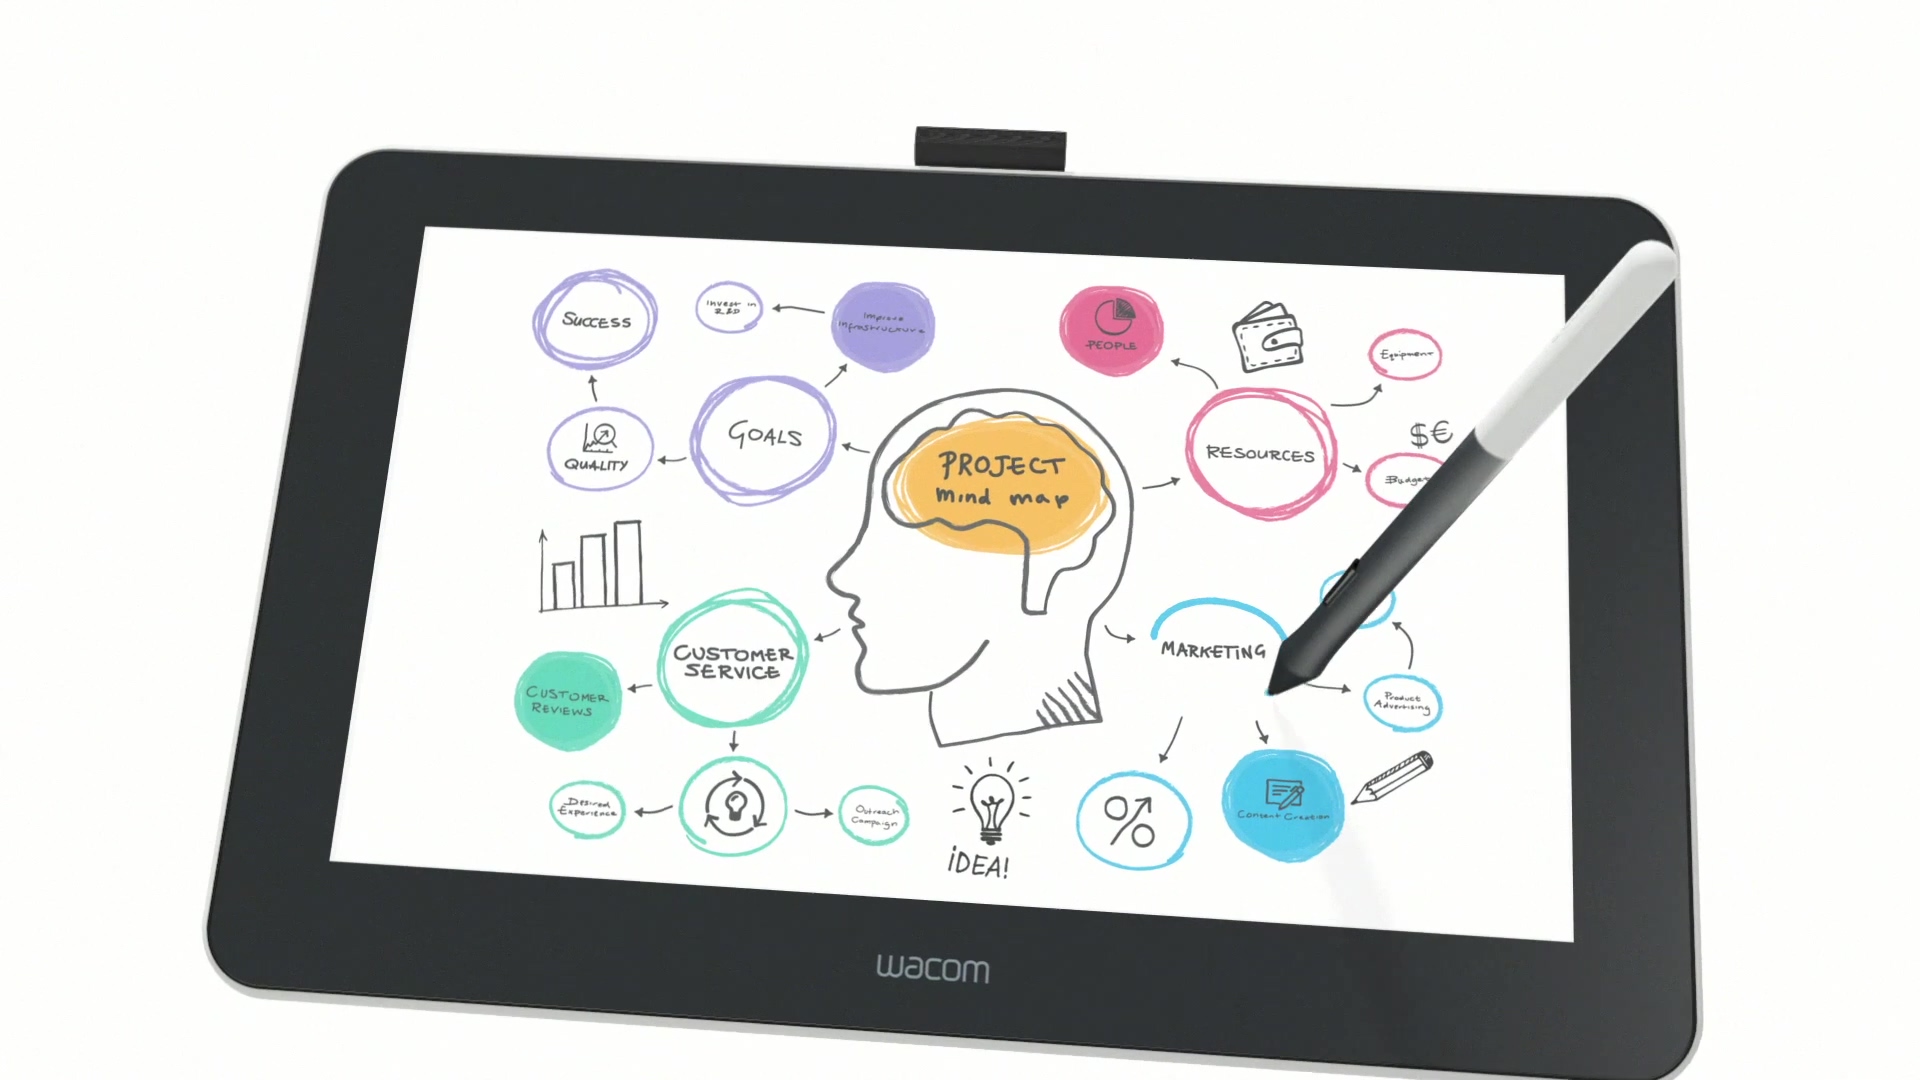 SUCCESS
Invest in
R&D
Improve
Infrastructure
PEOPLE
Equipment
GOALS
QUALITY
PROJECT
mind map
RESOURCES
$€
CUSTOMER
SERVICE
MARKETING
CUSTOMER
REVIEWS
Product
Advertising
Desired
Experience
Outreach
Campaign
%
Content Creation
iDEA!
wacom